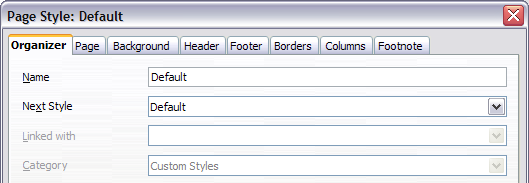 Page Style: Default
Organizer Page Background Header Footer Borders Columns Footnote
Name Default
Next Style Default
Linked with
Category Custom Styles